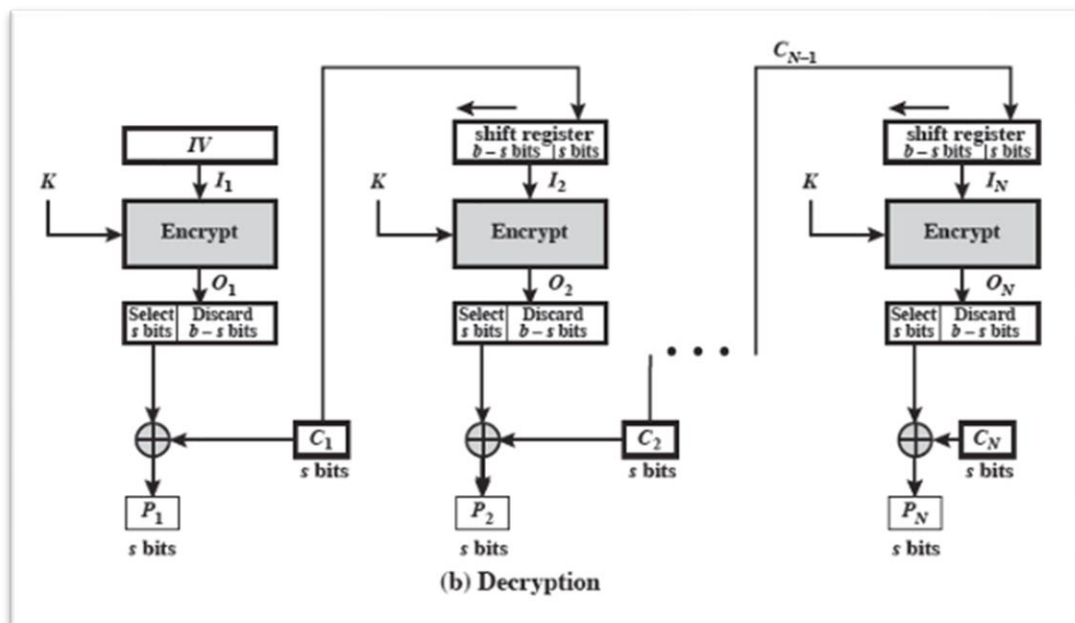 C_{N-1}
IV
shift register
b – s bits | s bits
shift register
b – s bits | s bits
K
I_1
K
I_2
K
I_N
Encrypt
Encrypt
Encrypt
O_1
O_2
O_N
Select
s bits
Discard
b – s bits
Select
s bits
Discard
b – s bits
Select
s bits
Discard
b – s bits
• • •
C_1
s bits
C_2
s bits
C_N
s bits
P_1
s bits
P_2
s bits
P_N
s bits
(b) Decryption